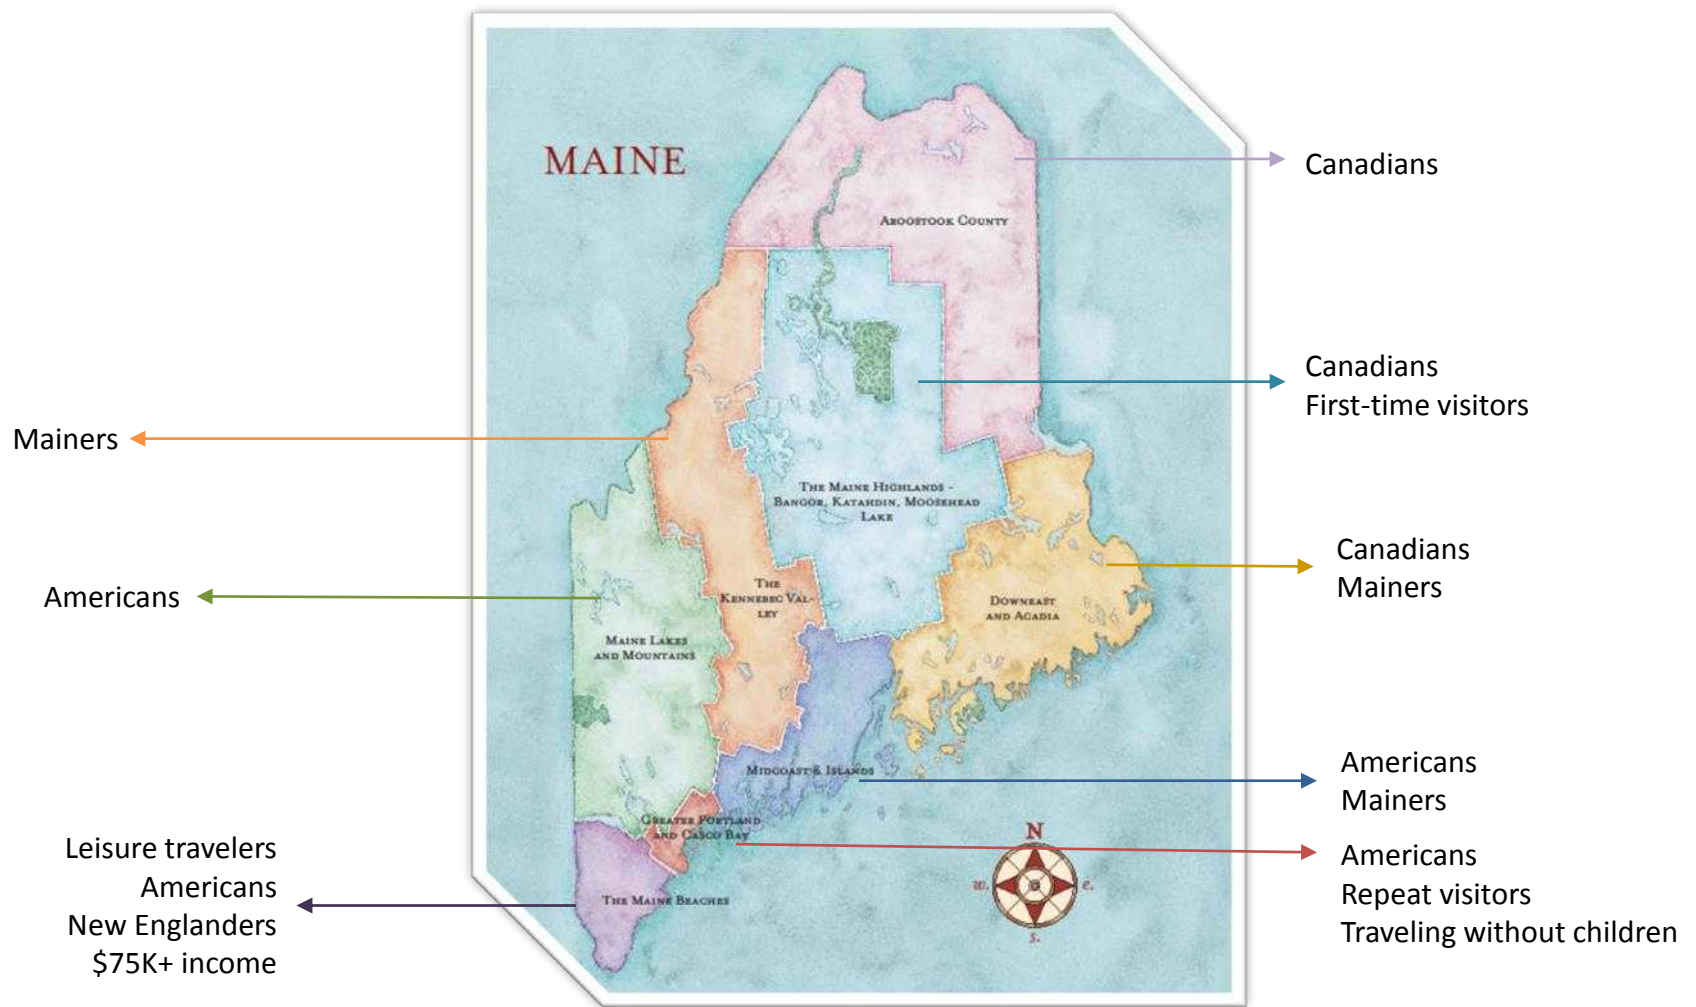 MAINE
Canadians
AROOSTOOK COUNTY
Canadians
First-time visitors
Mainers
THE MAINE HIGHLANDS -
BANGOR, KATAHDIN, MOOSEHEAD
LAKE
Canadians
Mainers
Americans
THE
KENNEBEC VAL-
LEY
DOWNEAST
AND ACADIA
MAINE LAKES
AND MOUNTAINS
MIDCOAST & ISLANDS
Americans
Mainers
GREATER PORTLAND
AND CASCO BAY
N
w.
e.
s.
Americans
Repeat visitors
Traveling without children
Leisure travelers
Americans
New Englanders
$75K+ income
THE MAINE BEACHES